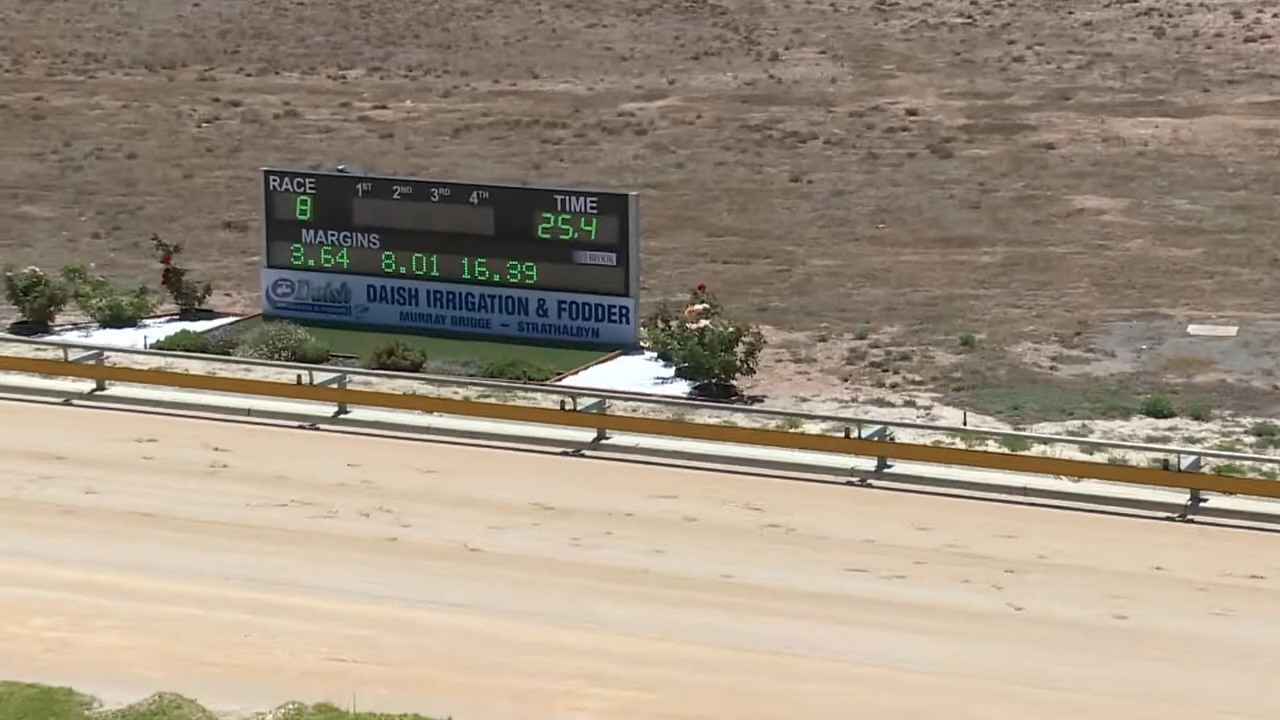 RACE 1ST 2ND 3RD 4TH TIME
8 25.4
MARGINS
3.64 8.01 16.39
Daish DAISH IRRIGATION & FODDER
MURRAY BRIDGE - STRATHALBYN